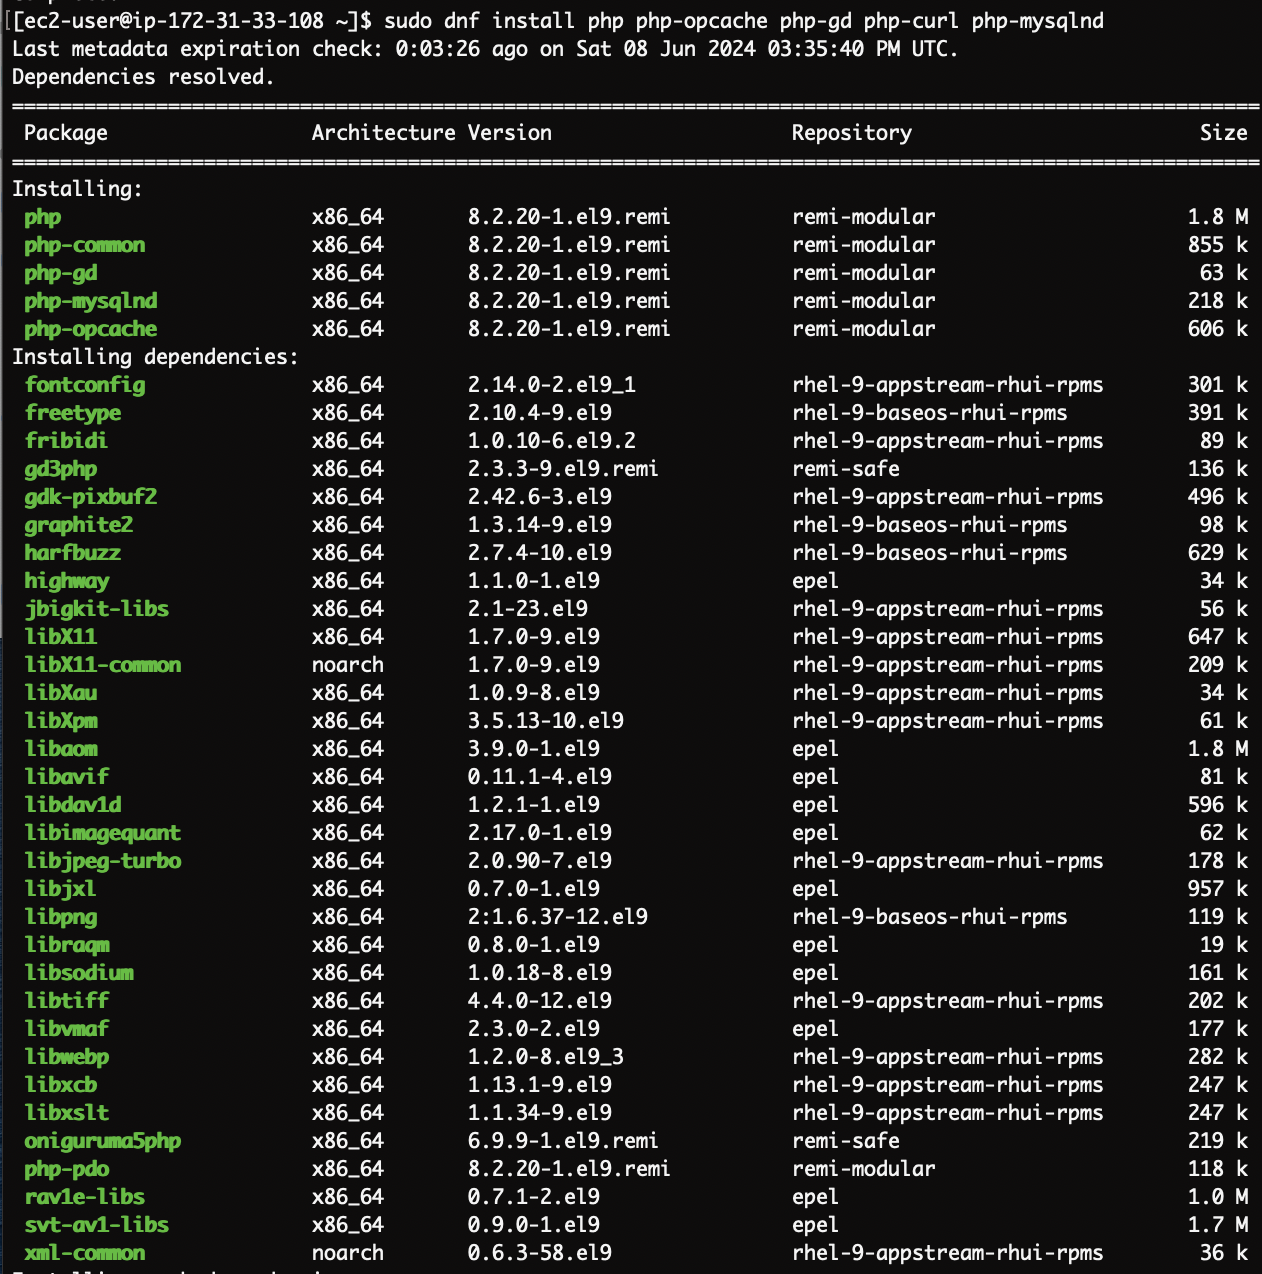 [ec2-user@ip-172-31-33-108 ~]$ sudo dnf install php php-opcache php-gd php-curl php-mysqlnd
Last metadata expiration check: 0:03:26 ago on Sat 08 Jun 2024 03:35:40 PM UTC.
Dependencies resolved.
================================================================================
Package Architecture Version Repository Size
================================================================================
Installing:
php x86_64 8.2.20-1.el9.remi remi-modular 1.8 M
php-common x86_64 8.2.20-1.el9.remi remi-modular 855 k
php-gd x86_64 8.2.20-1.el9.remi remi-modular 63 k
php-mysqlnd x86_64 8.2.20-1.el9.remi remi-modular 218 k
php-opcache x86_64 8.2.20-1.el9.remi remi-modular 606 k
Installing dependencies:
fontconfig x86_64 2.14.0-2.el9_1 rhel-9-appstream-rhui-rpms 301 k
freetype x86_64 2.10.4-9.el9 rhel-9-baseos-rhui-rpms 391 k
fribidi x86_64 1.0.10-6.el9.2 rhel-9-appstream-rhui-rpms 89 k
gd3php x86_64 2.3.3-9.el9.remi remi-safe 136 k
gdk-pixbuf2 x86_64 2.42.6-3.el9 rhel-9-appstream-rhui-rpms 496 k
graphite2 x86_64 1.3.14-9.el9 rhel-9-baseos-rhui-rpms 98 k
harfbuzz x86_64 2.7.4-10.el9 rhel-9-baseos-rhui-rpms 629 k
highway x86_64 1.1.0-1.el9 epel 34 k
jbigkit-libs x86_64 2.1-23.el9 rhel-9-appstream-rhui-rpms 56 k
libX11 x86_64 1.7.0-9.el9 rhel-9-appstream-rhui-rpms 647 k
libX11-common noarch 1.7.0-9.el9 rhel-9-appstream-rhui-rpms 209 k
libXau x86_64 1.0.9-8.el9 rhel-9-appstream-rhui-rpms 34 k
libXpm x86_64 3.5.13-10.el9 rhel-9-appstream-rhui-rpms 61 k
libaom x86_64 3.9.0-1.el9 epel 1.8 M
libavif x86_64 0.11.1-4.el9 epel 81 k
libdav1d x86_64 1.2.1-1.el9 epel 596 k
libimagequant x86_64 2.17.0-1.el9 epel 62 k
libjpeg-turbo x86_64 2.0.90-7.el9 rhel-9-appstream-rhui-rpms 178 k
libjxl x86_64 0.7.0-1.el9 epel 957 k
libpng x86_64 2:1.6.37-12.el9 rhel-9-baseos-rhui-rpms 119 k
libraqm x86_64 0.8.0-1.el9 epel 19 k
libsodium x86_64 1.0.18-8.el9 epel 161 k
libtiff x86_64 4.4.0-12.el9 rhel-9-appstream-rhui-rpms 202 k
libvmaf x86_64 2.3.0-2.el9 epel 177 k
libwebp x86_64 1.2.0-8.el9_3 rhel-9-appstream-rhui-rpms 282 k
libxcb x86_64 1.13.1-9.el9 rhel-9-appstream-rhui-rpms 247 k
libxslt x86_64 1.1.34-9.el9 rhel-9-appstream-rhui-rpms 247 k
oniguruma5php x86_64 6.9.9-1.el9.remi remi-safe 219 k
php-pdo x86_64 8.2.20-1.el9.remi remi-modular 118 k
rav1e-libs x86_64 0.7.1-2.el9 epel 1.0 M
svt-av1-libs x86_64 0.9.0-1.el9 epel 1.7 M
xml-common noarch 0.6.3-58.el9 rhel-9-appstream-rhui-rpms 36 k